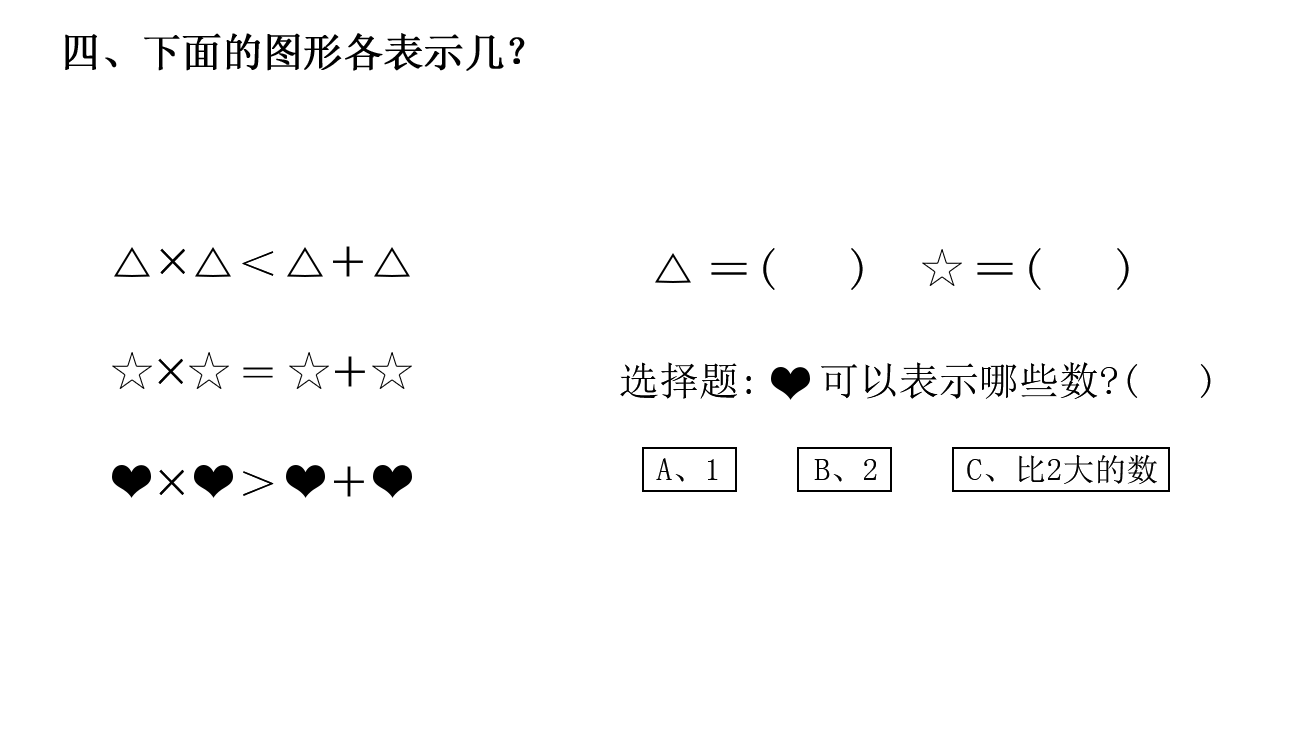 四、下面的图形各表示几?
△×△<△+△
△=(  )  ☆=(  )
☆×☆=☆+☆
选择题:❤可以表示哪些数?(  )
❤×❤>❤+❤
A、1  B、2  C、比2大的数